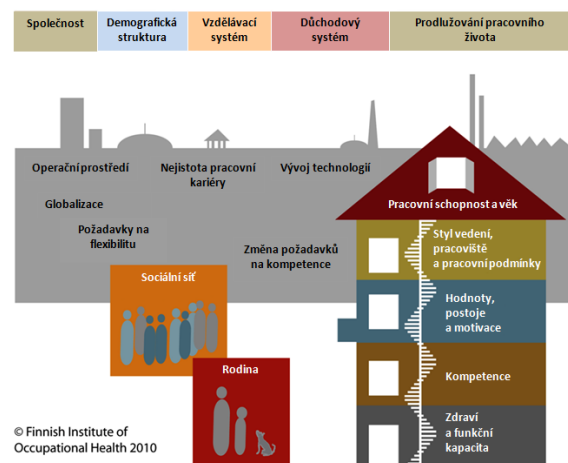 Společnost
Demografická
struktura
Vzdělávací
systém
Důchodový
systém
Prodlužování pracovního
života
Operační prostředí
Nejistota pracovní
kariéry
Vývoj technologií
Globalizace
Požadavky na
flexibilitu
Změna požadavků
na kompetence
Pracovní schopnost a věk
Styl vedení,
pracoviště
a pracovní podmínky
Sociální síť
Hodnoty,
postoje
a motivace
Rodina
Kompetence
Zdraví
a funkční
kapacita
© Finnish Institute of
Occupational Health 2010